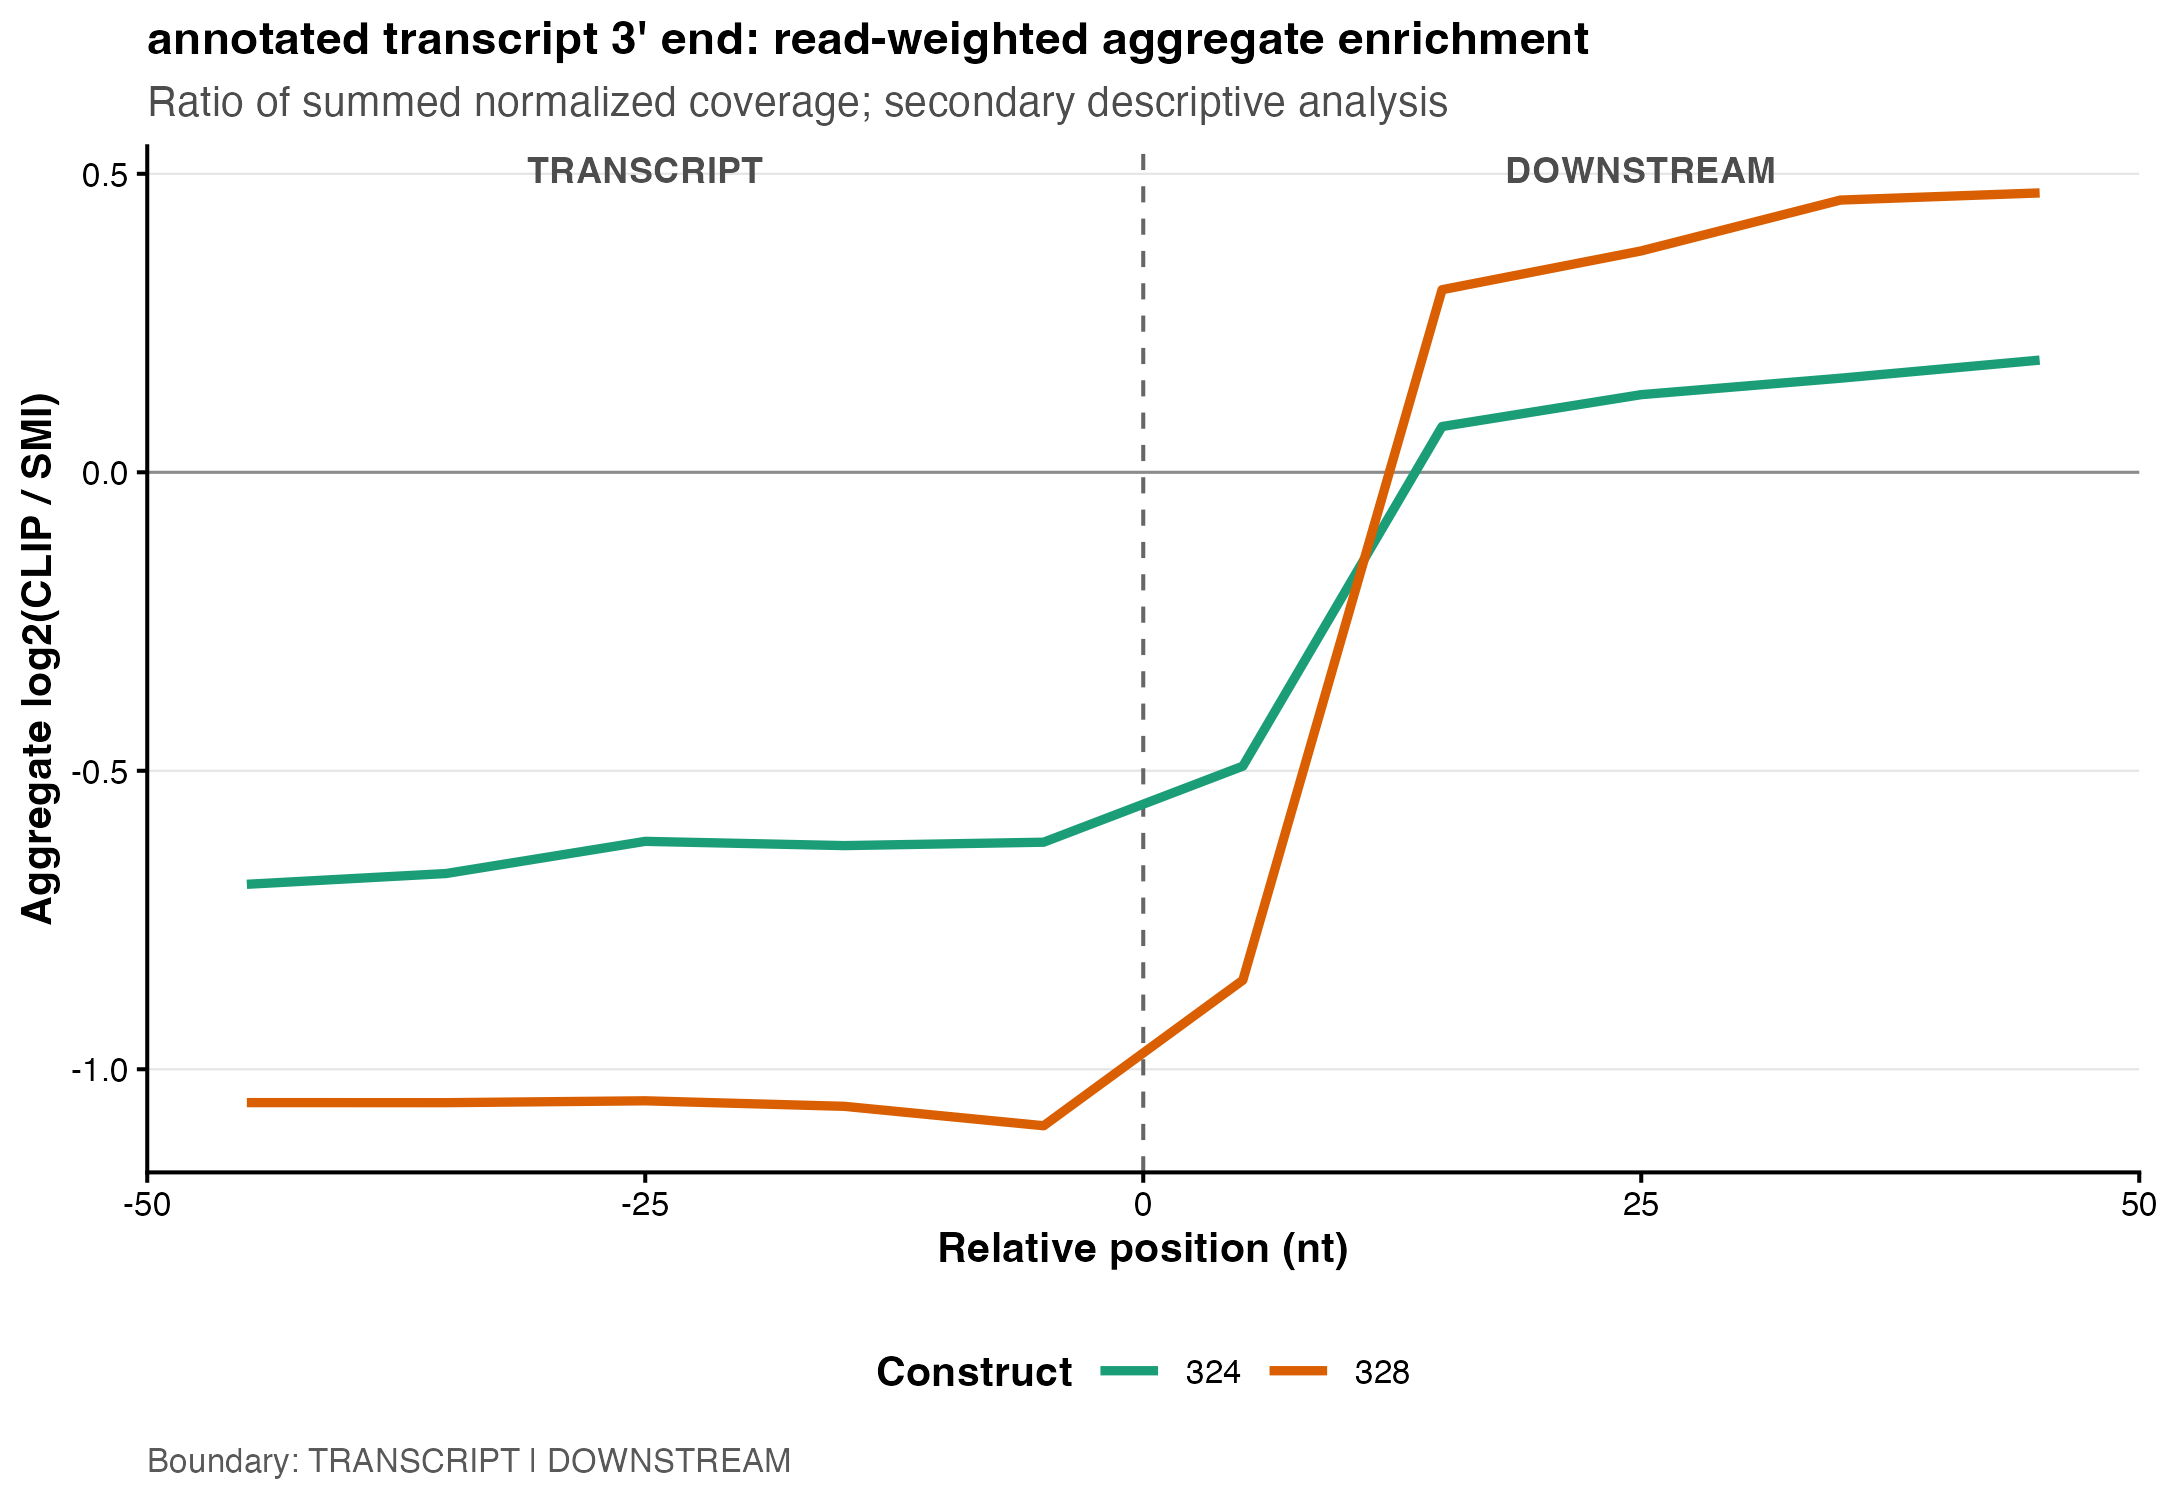 annotated transcript 3' end: read-weighted aggregate enrichment
Ratio of summed normalized coverage; secondary descriptive analysis
TRANSCRIPT
DOWNSTREAM
Aggregate log2(CLIP / SMI)
0.5
0.0
-0.5
-1.0
-50
-25
0
25
50
Relative position (nt)
Construct 324 328
Boundary: TRANSCRIPT | DOWNSTREAM